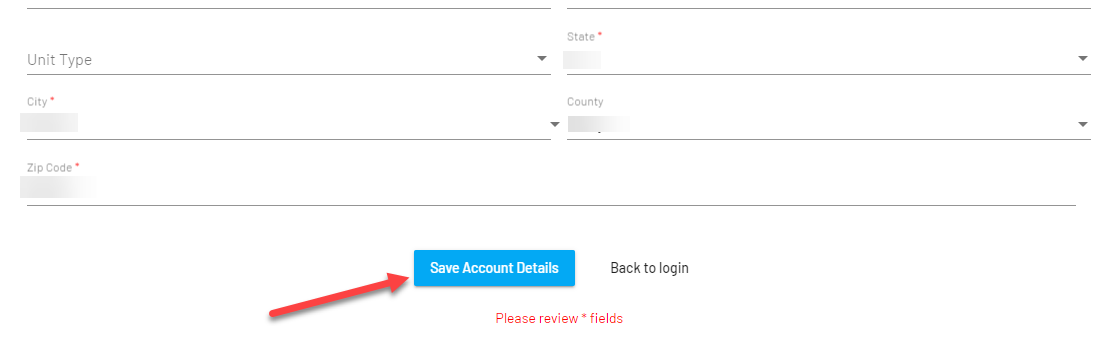 State *
Unit Type
City *
County
Zip Code *
Save Account Details
Back to login
Please review * fields